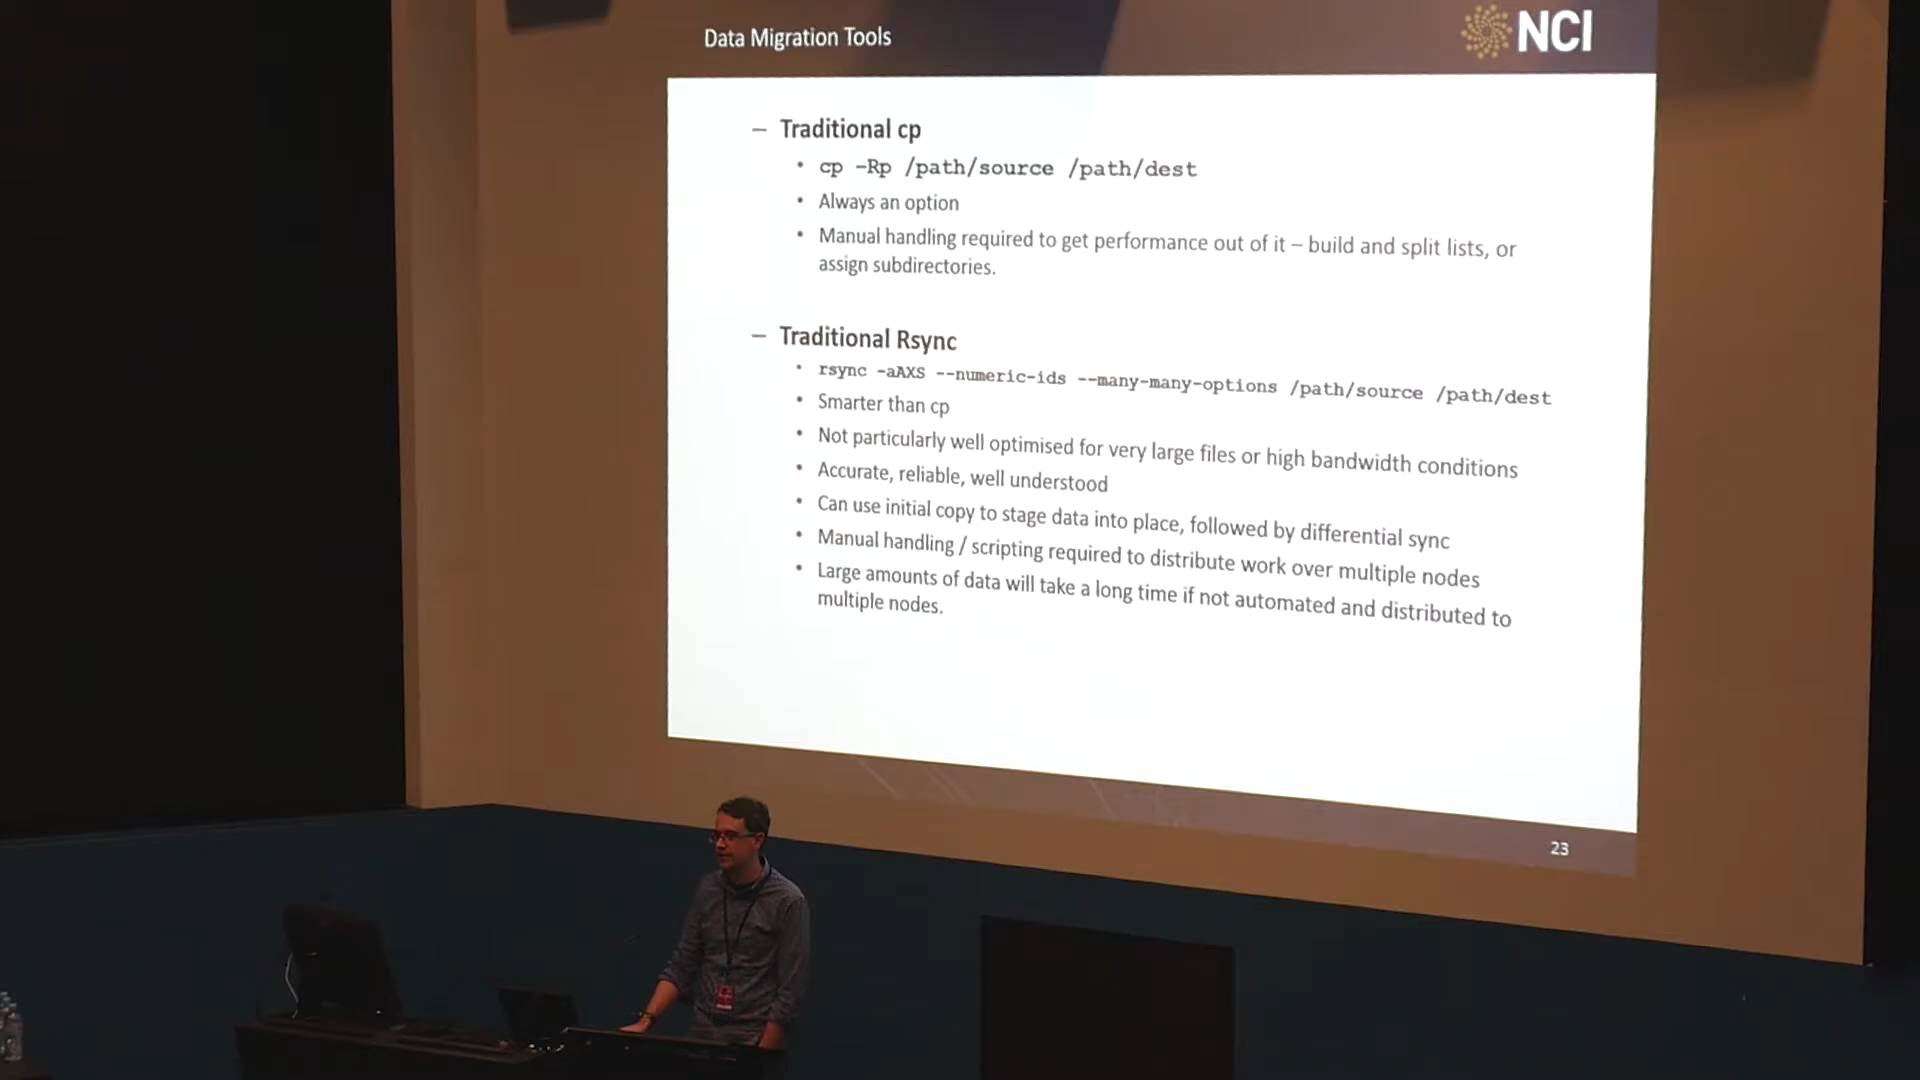 Data Migration Tools
NCI
– Traditional cp
• cp -Rp /path/source /path/dest
• Always an option
• Manual handling required to get performance out of it – build and split lists, or
assign subdirectories.
– Traditional Rsync
• rsync -aAXS --numeric-ids --many-many-options /path/source /path/dest
• Smarter than cp
• Not particularly well optimised for very large files or high bandwidth conditions
• Accurate, reliable, well understood
• Can use initial copy to stage data into place, followed by differential sync
• Manual handling / scripting required to distribute work over multiple nodes
• Large amounts of data will take a long time if not automated and distributed to
multiple nodes.
23